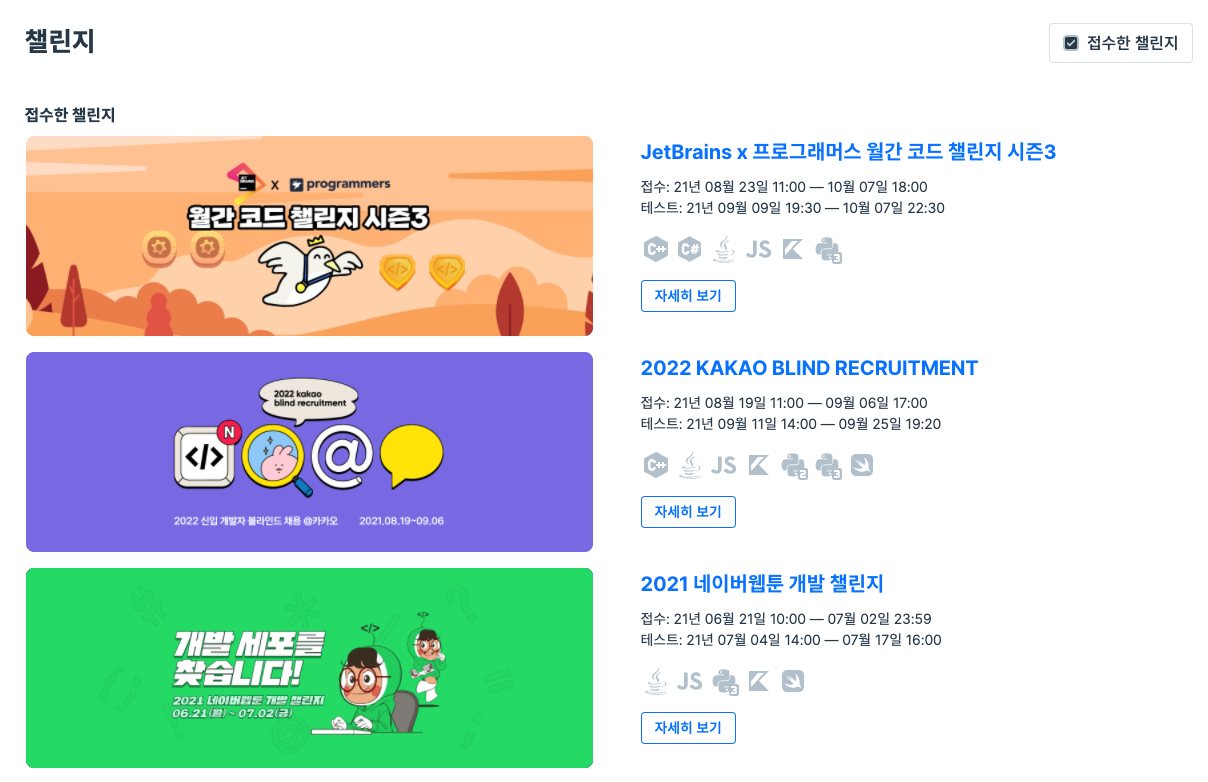 챌린지
접수한 챌린지
접수한 챌린지
JET BRAINS
X
programmers
월간 코드 챌린지 시즌3
</>
</>
JetBrains x 프로그래머스 월간 코드 챌린지 시즌3
접수: 21년 08월 23일 11:00 — 10월 07일 18:00
테스트: 21년 09월 09일 19:30 — 10월 07일 22:30
C++
C#
JS
3
자세히 보기
2022 kakao
blind recruitment
N
</>
@
2022 신입 개발자 블라인드 채용 @카카오
2021.08.19~09.06
2022 KAKAO BLIND RECRUITMENT
접수: 21년 08월 19일 11:00 — 09월 06일 17:00
테스트: 21년 09월 11일 14:00 — 09월 25일 19:20
C++
JS
2
3
자세히 보기
</>
</>
개발 세포를
찾습니다!
2021 네이버웹툰 개발 챌린지
06.21(월) ~ 07.02(금)
2021 네이버웹툰 개발 챌린지
접수: 21년 06월 21일 10:00 — 07월 02일 23:59
테스트: 21년 07월 04일 14:00 — 07월 17일 16:00
JS
3
자세히 보기